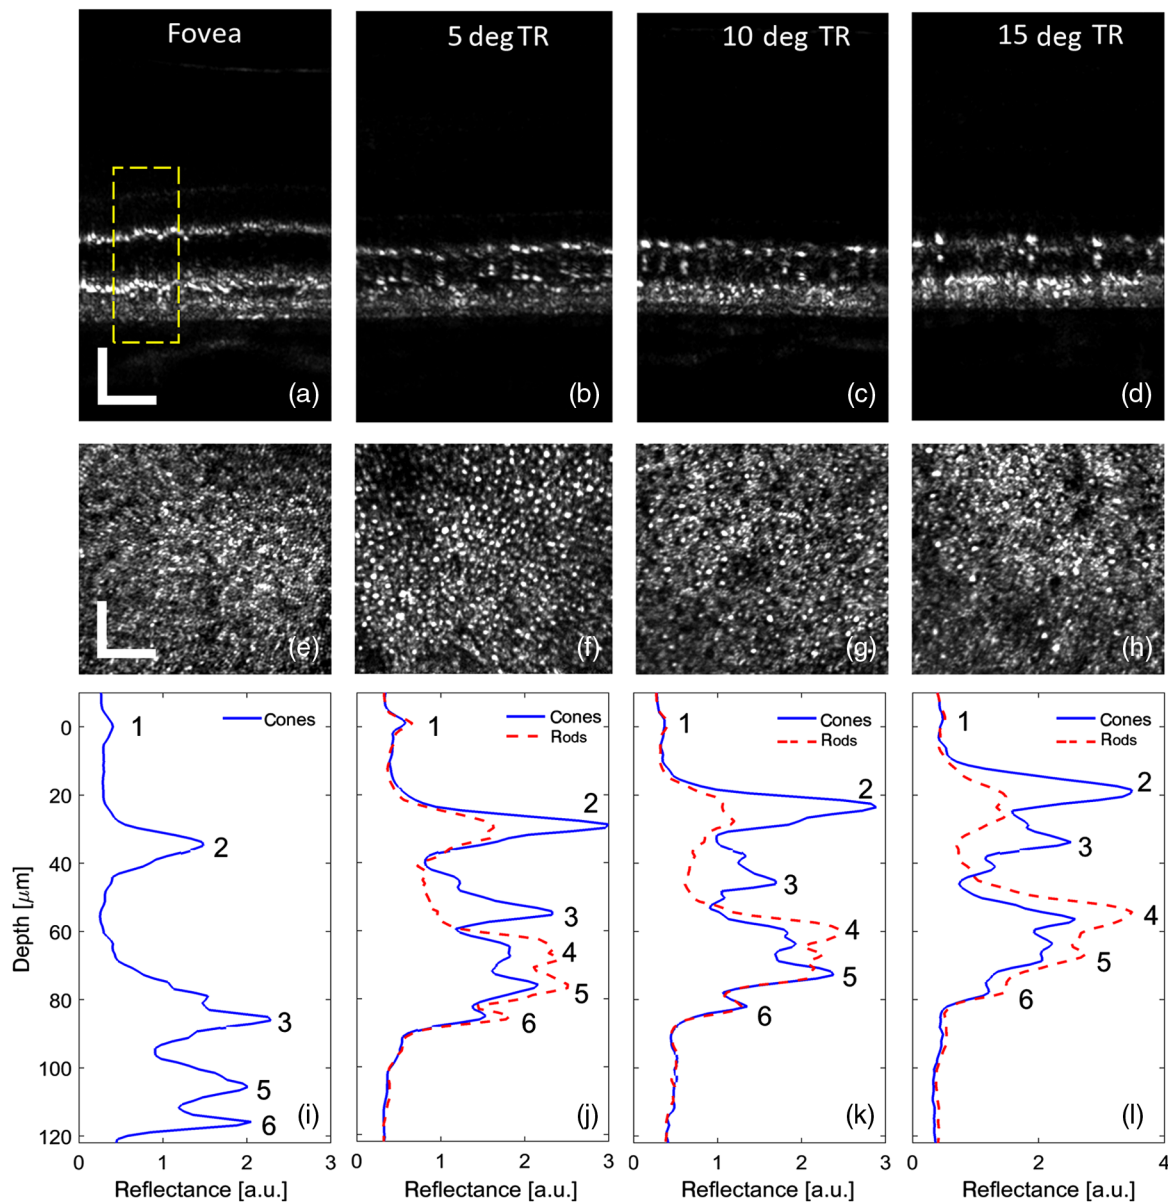 Fovea
5 deg TR
10 deg TR
15 deg TR
(a)
(b)
(c)
(d)
(e)
(f)
(g)
(h)
Depth [μm]
0
20
40
60
80
100
120
1
2
3
5
6
Cones
(i)
0 1 2 3
Reflectance [a.u.]
1
2
3
4
5
6
Cones
Rods
(j)
0 1 2 3
Reflectance [a.u.]
1
2
3
4
5
6
Cones
Rods
(k)
0 1 2 3
Reflectance [a.u.]
1
2
3
4
5
6
Cones
Rods
(l)
0 2 3 4
Reflectance [a.u.]